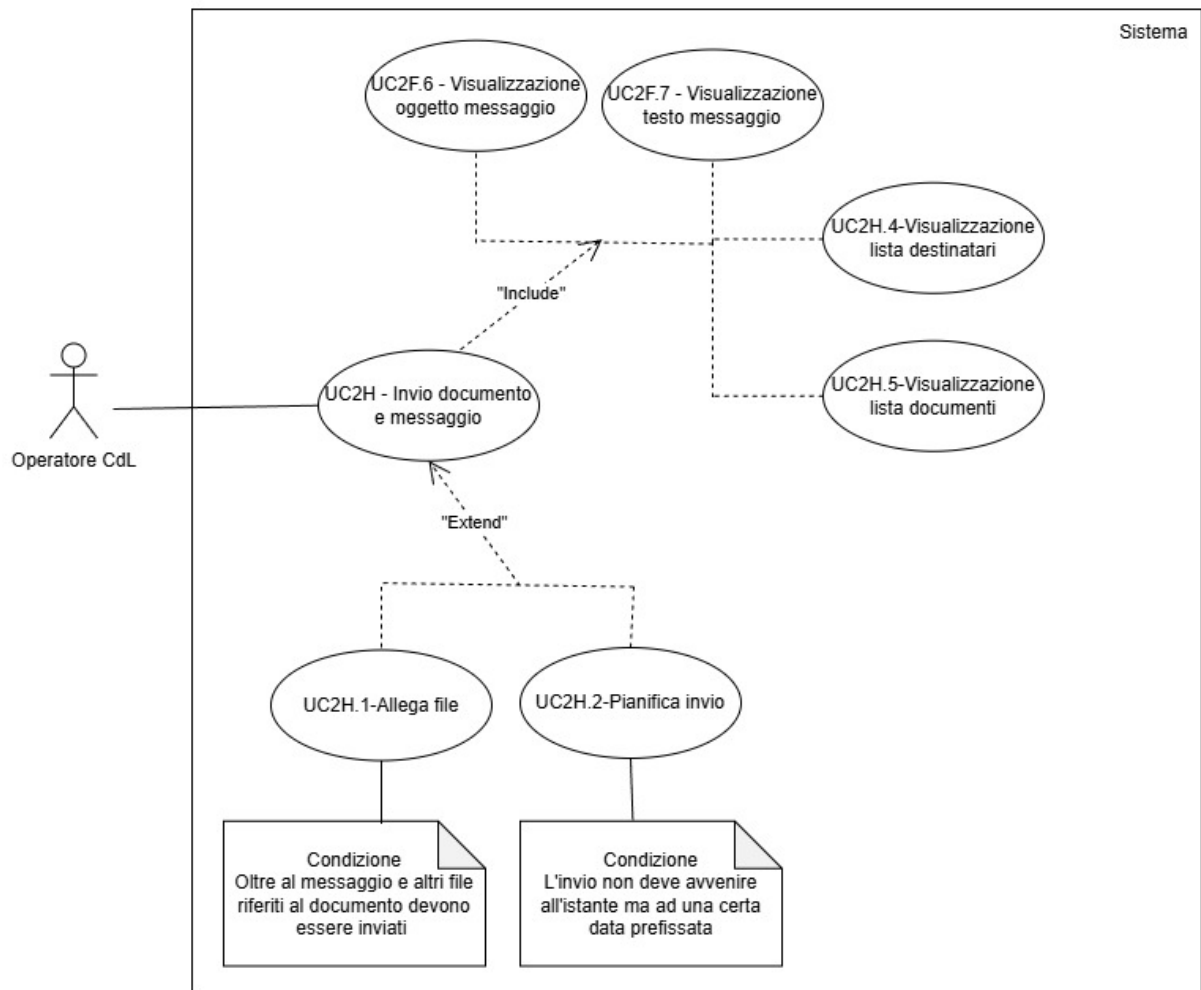 Sistema
UC2F.6 - Visualizzazione
oggetto messaggio
UC2F.7 - Visualizzazione
testo messaggio
UC2H.4-Visualizzazione
lista destinatari
"Include"
UC2H - Invio documento
e messaggio
UC2H.5-Visualizzazione
lista documenti
Operatore CdL
"Extend"
UC2H.1-Allega file
UC2H.2-Pianifica invio
Condizione
Oltre al messaggio e altri file
riferiti al documento devono
essere inviati
Condizione
L'invio non deve avvenire
all'istante ma ad una certa
data prefissata